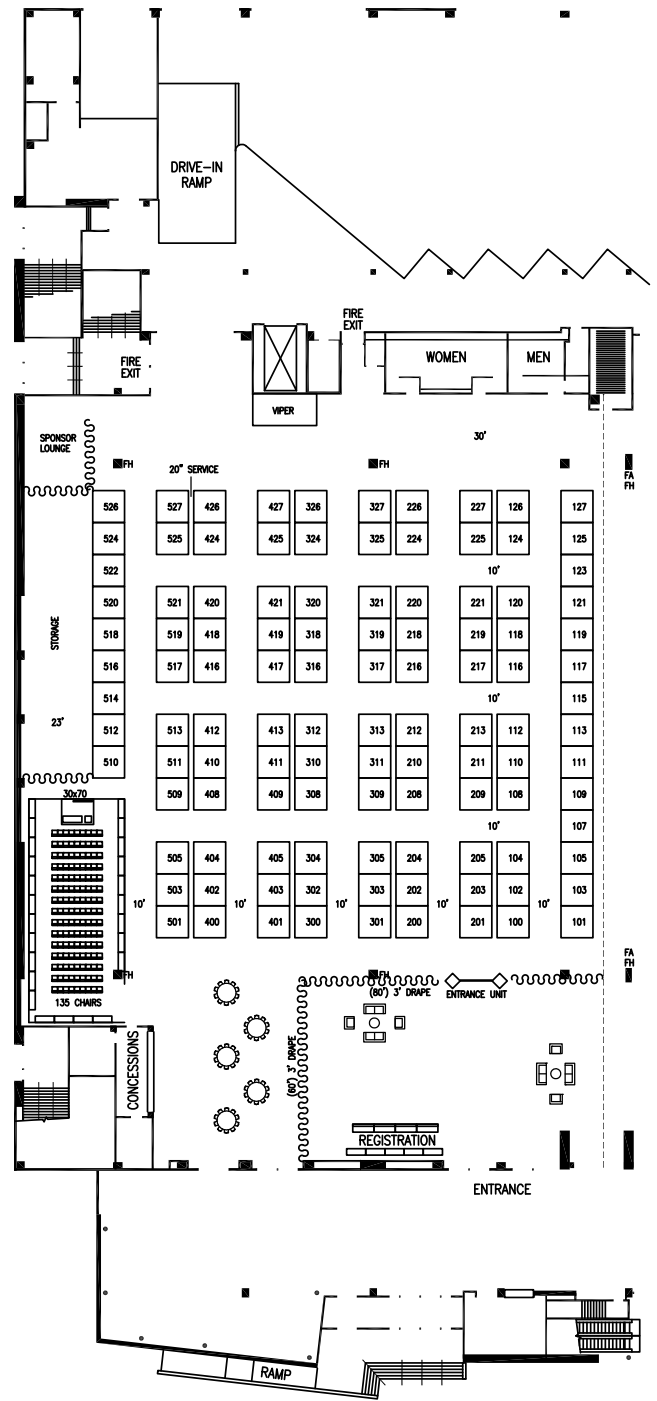 DRIVE-IN
RAMP
FIRE
EXIT
FIRE
EXIT
WOMEN
MEN
VIPER
SPONSOR
LOUNGE
30'
FH
FH
FA
FH
20" SERVICE
526 527 426 427 326 327 226 227 126 127
524 525 424 425 324 325 224 225 124 125
522 10' 123
520 521 420 421 320 321 220 221 120 121
STORAGE
518 519 418 419 318 319 218 219 118 119
516 517 416 417 316 317 216 217 116 117
514 10' 115
23'
512 513 412 413 312 313 212 213 112 113
510 511 410 411 310 311 210 211 110 111
509 408 409 308 309 208 209 108 109
30x70
10' 107
505 404 405 304 305 204 205 104 105
503 402 403 302 303 202 203 102 103
10' 10' 10' 10' 10'
501 400 401 300 301 200 201 100 101
FA
FH
FH
FH
135 CHAIRS
(80') 3' DRAPE
ENTRANCE UNIT
CONCESSIONS
(60') 3' DRAPE
REGISTRATION
ENTRANCE
RAMP